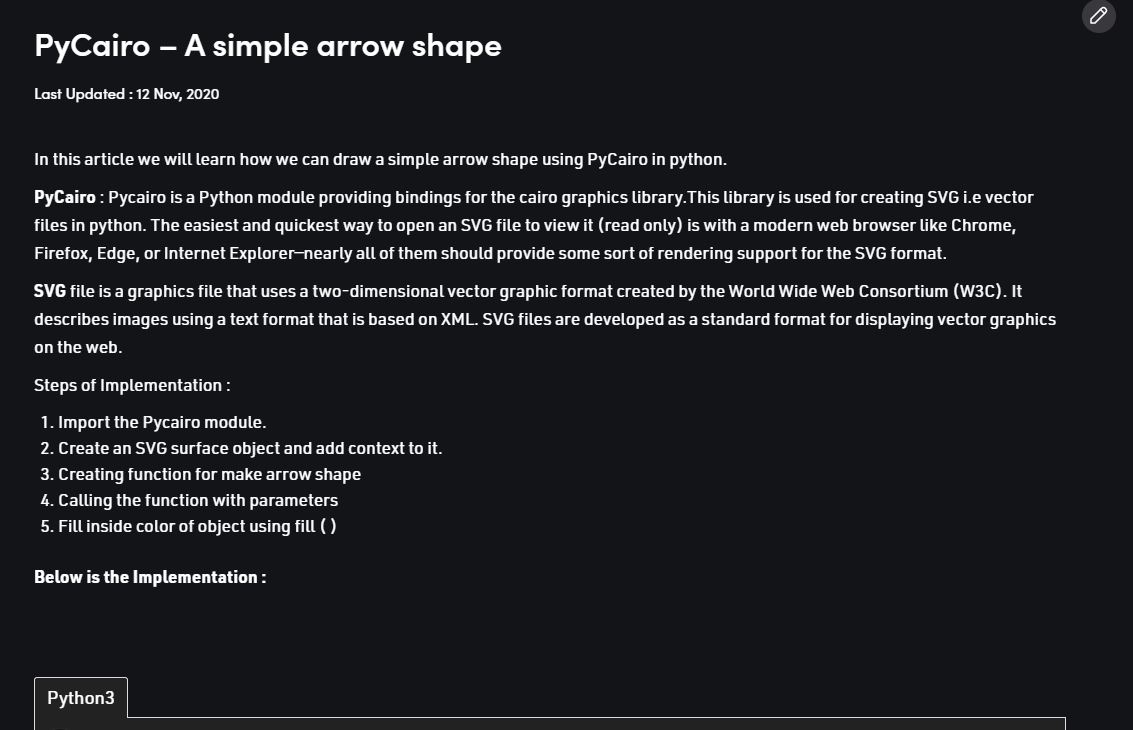 PyCairo – A simple arrow shape
Last Updated : 12 Nov, 2020
In this article we will learn how we can draw a simple arrow shape using PyCairo in python.
PyCairo : Pycairo is a Python module providing bindings for the cairo graphics library.This library is used for creating SVG i.e vector
files in python. The easiest and quickest way to open an SVG file to view it (read only) is with a modern web browser like Chrome,
Firefox, Edge, or Internet Explorer—nearly all of them should provide some sort of rendering support for the SVG format.
SVG file is a graphics file that uses a two-dimensional vector graphic format created by the World Wide Web Consortium (W3C). It
describes images using a text format that is based on XML. SVG files are developed as a standard format for displaying vector graphics
on the web.
Steps of Implementation :
1. Import the Pycairo module.
2. Create an SVG surface object and add context to it.
3. Creating function for make arrow shape
4. Calling the function with parameters
5. Fill inside color of object using fill ( )
Below is the Implementation :
Python3